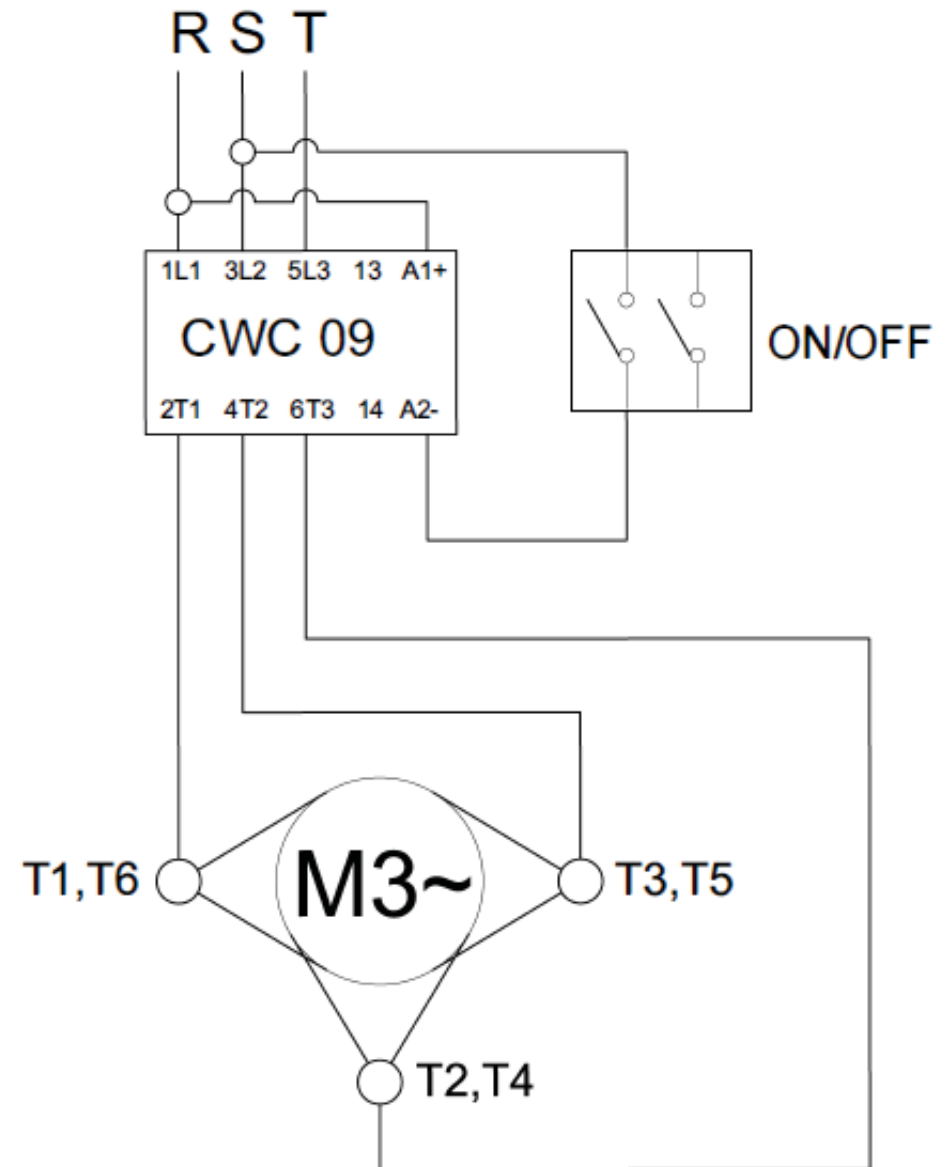 R S T
1L1 3L2 5L3 13 A1+
CWC 09
ON/OFF
2T1 4T2 6T3 14 A2-
T1,T6
M3~
T3,T5
T2,T4